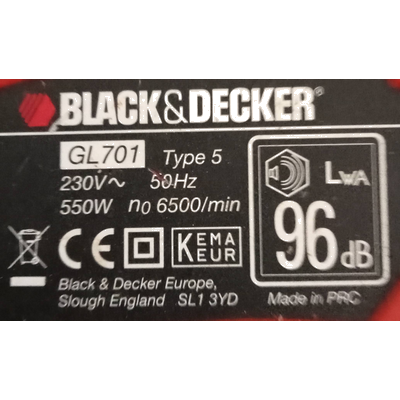 BLACK&DECKER®
GL701 Type 5
230V~ 50Hz
550W n0 6500/min
LWA
96 dB
CE KEMA
KEUR
Black & Decker Europe,
Slough England SL1 3YD
Made in PRC